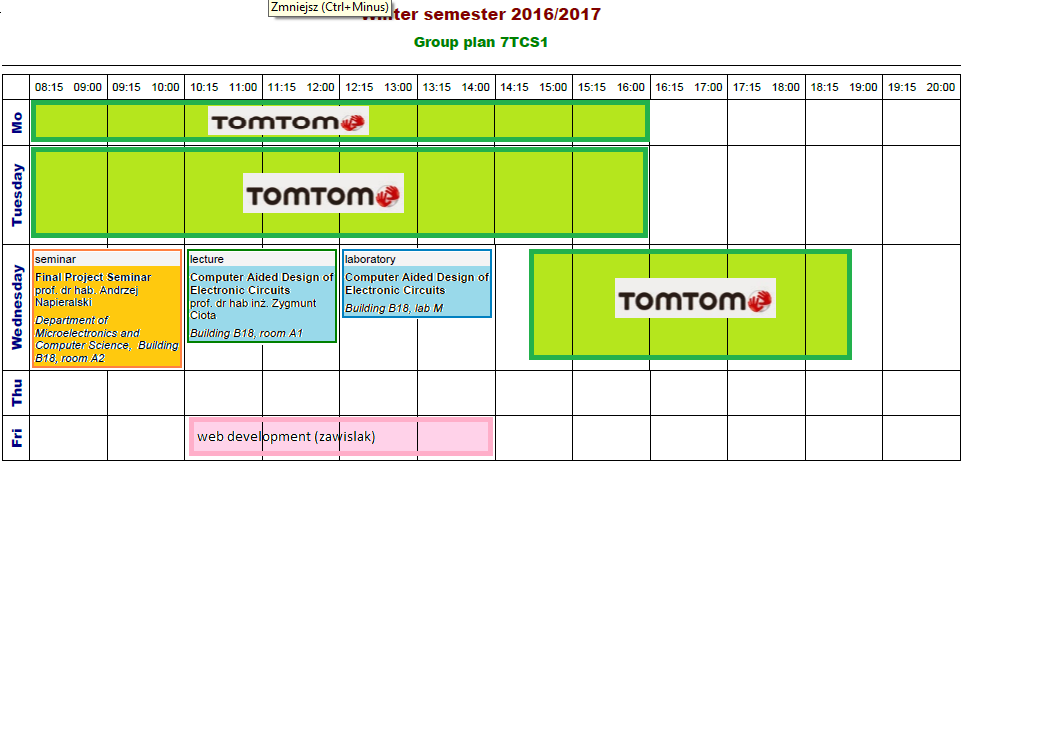 Zmniejsz (Ctrl+Minus)
Winter semester 2016/2017
Group plan 7TCS1
08:15 09:00 09:15 10:00 10:15 11:00 11:15 12:00 12:15 13:00 13:15 14:00 14:15 15:00 15:15 16:00 16:15 17:00 17:15 18:00 18:15 19:00 19:15 20:00
Mo
TOMTOM
Tuesday
TOMTOM
Wednesday
seminar
Final Project Seminar
prof. dr hab. Andrzej
Napieralski
Department of
Microelectronics and
Computer Science, Building
B18, room A2
lecture
Computer Aided Design of
Electronic Circuits
prof. dr hab inż. Zygmunt
Ciota
Building B18, room A1
laboratory
Computer Aided Design of
Electronic Circuits
Building B18, lab M
TOMTOM
Thu
Fri
web development (zawislak)